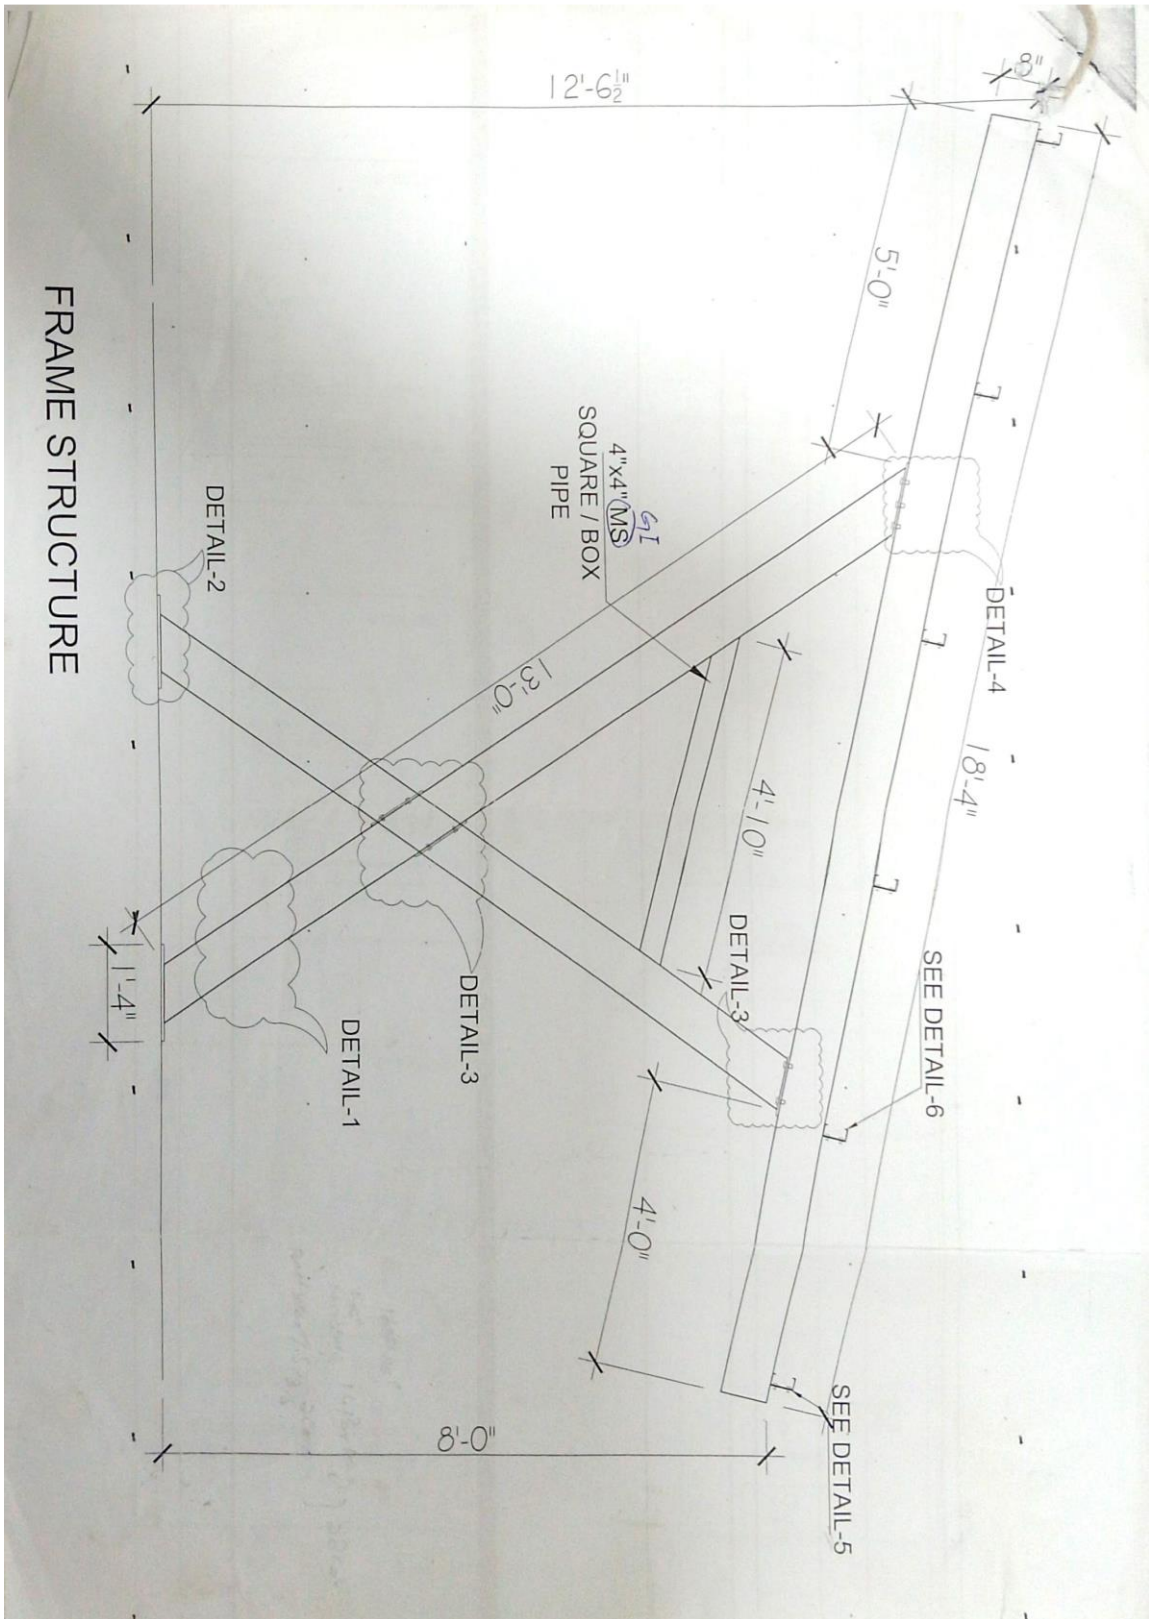 8"
12'-6½"
5'-0"
DETAIL-4
18'-4"
GI
4"x4" MS
SQUARE / BOX
PIPE
13'-0"
4'-10"
DETAIL-3
SEE DETAIL-6
DETAIL-2
DETAIL-3
DETAIL-1
1'-4"
4'-0"
SEE DETAIL-5
8'-0"
FRAME STRUCTURE